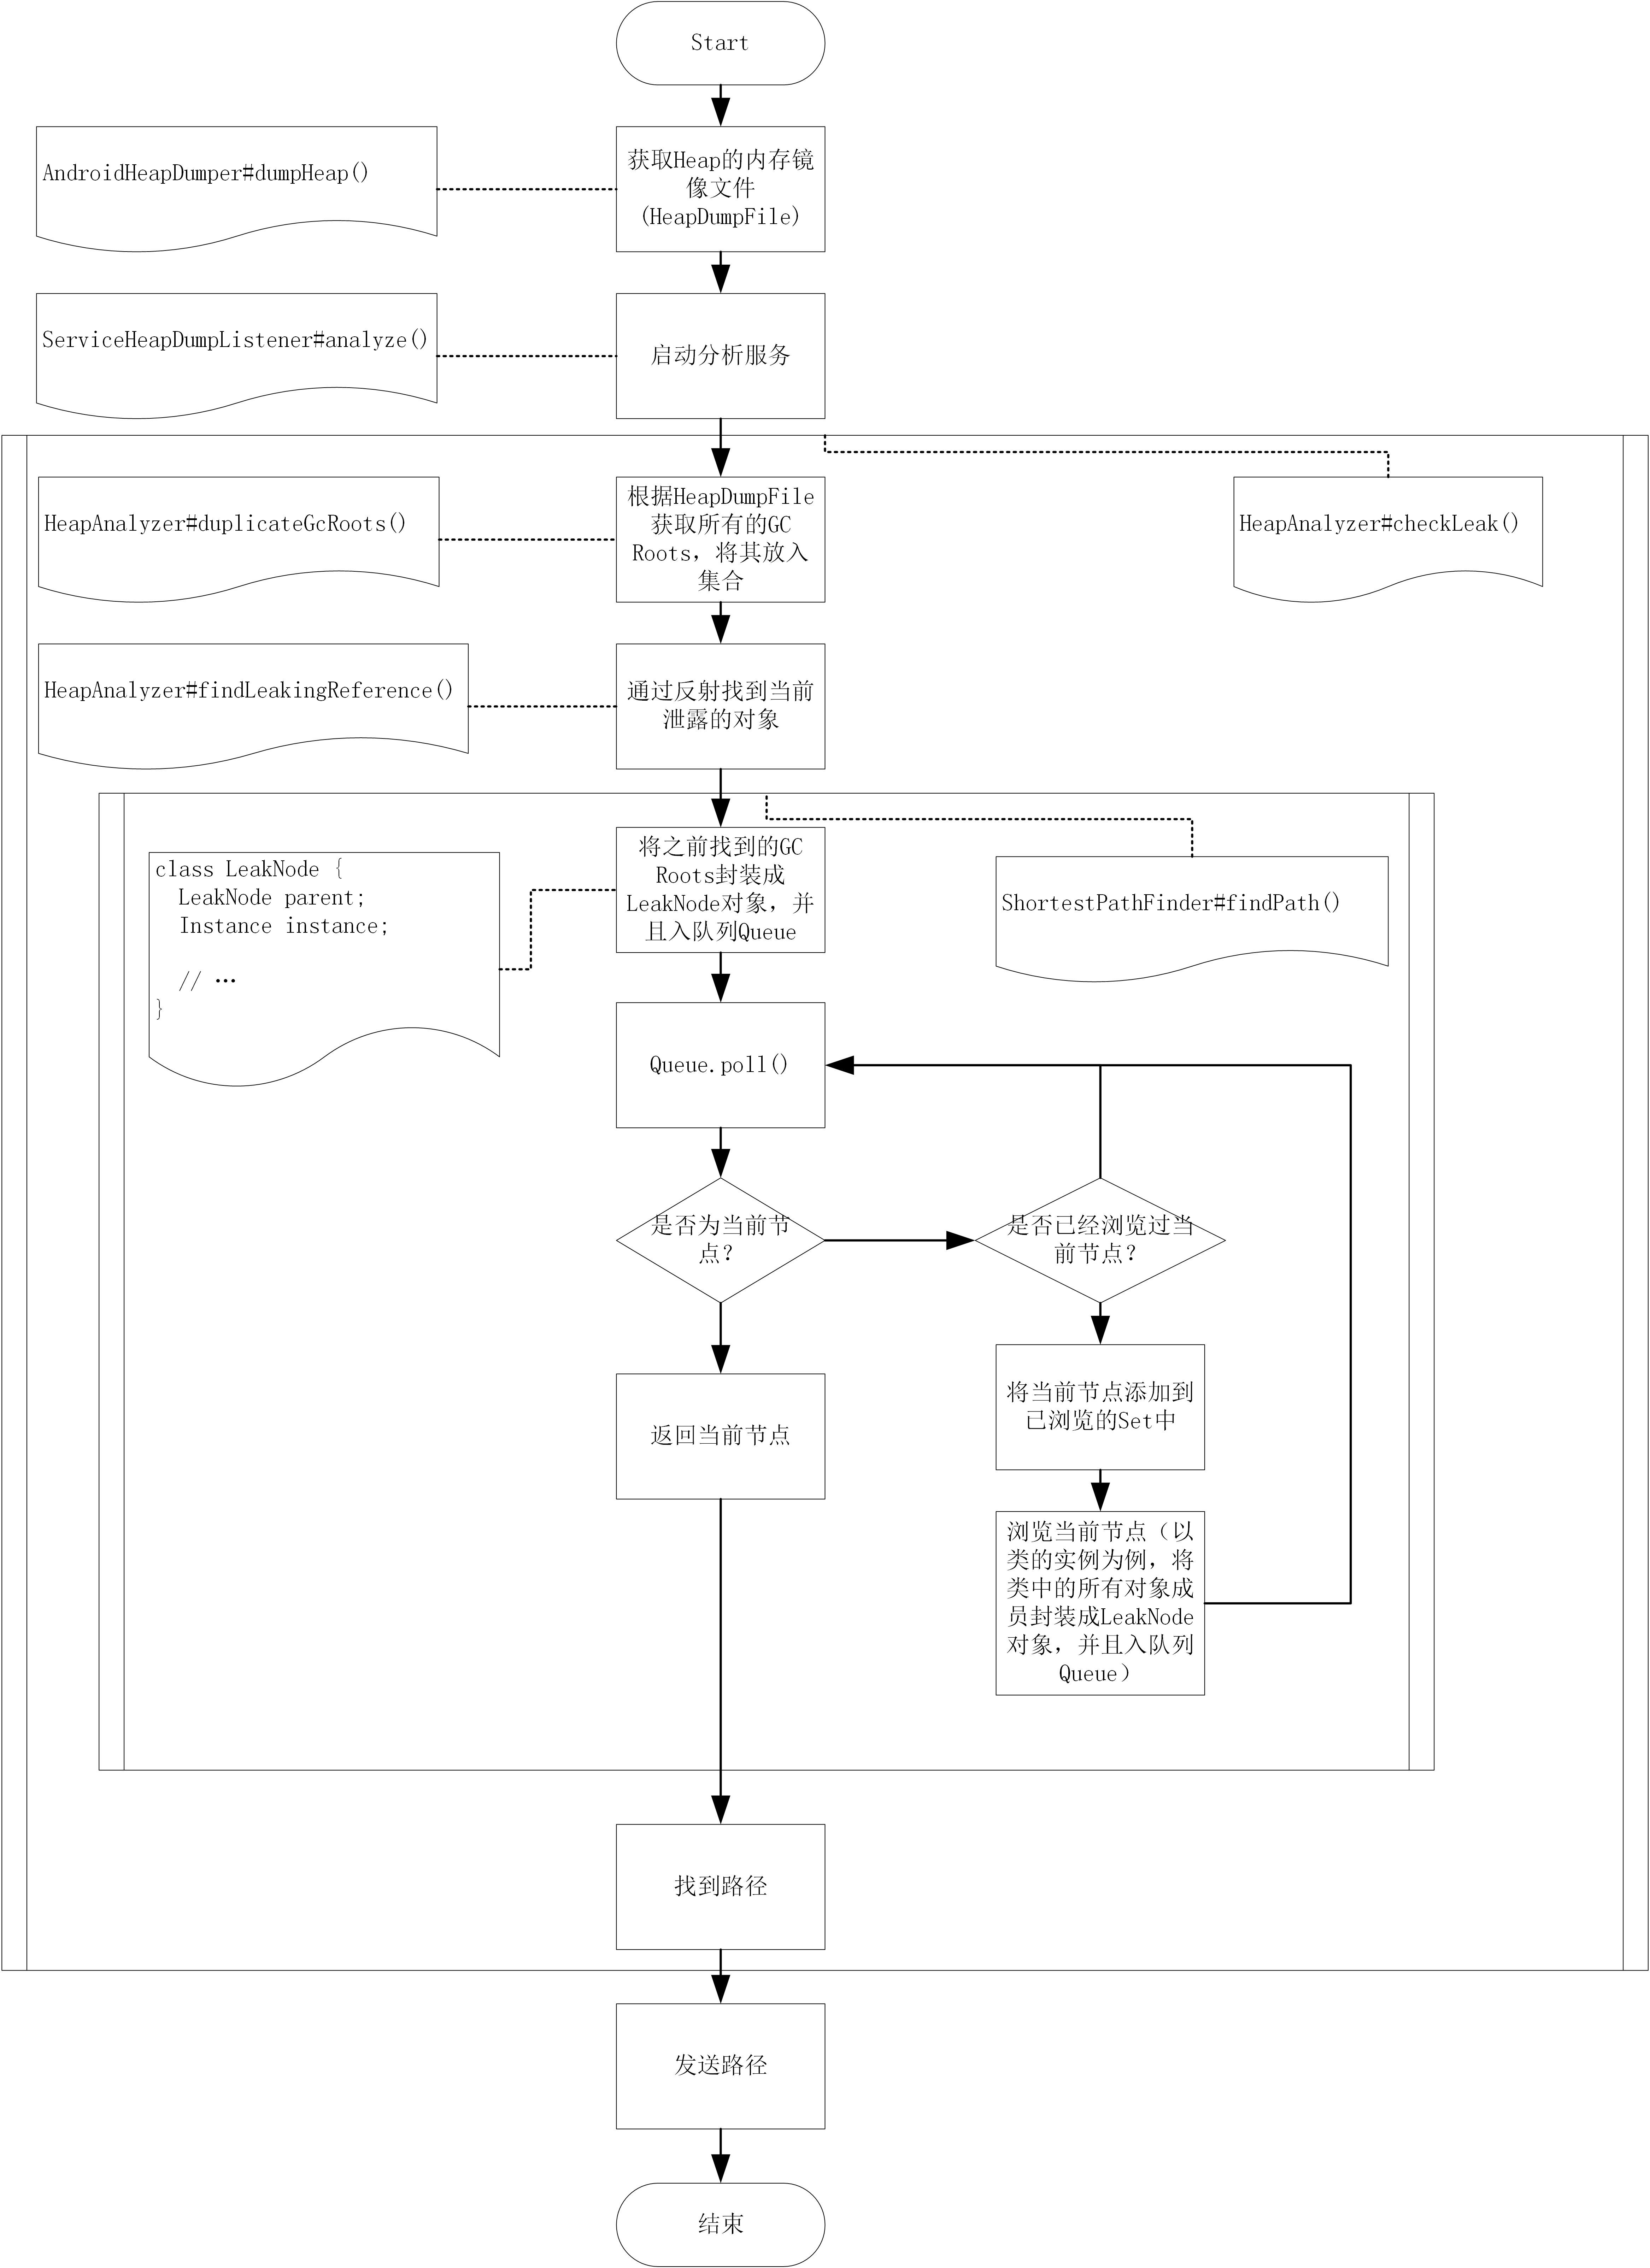 Start
AndroidHeapDumper#dumpHeap()
获取Heap的内存镜
像文件
(HeapDumpFile)
ServiceHeapDumpListener#analyze()
启动分析服务
HeapAnalyzer#duplicateGcRoots()
根据HeapDumpFile
获取所有的GC
Roots，将其放入
集合
HeapAnalyzer#checkLeak()
HeapAnalyzer#findLeakingReference()
通过反射找到当前
泄露的对象
class LeakNode {
LeakNode parent;
Instance instance;
// …
}
将之前找到的GC
Roots封装成
LeakNode对象，并
且入队列Queue
ShortestPathFinder#findPath()
Queue.poll()
是否为当前节
点？
是否已经浏览过当
前节点？
返回当前节点
将当前节点添加到
已浏览的Set中
浏览当前节点（以
类的实例为例，将
类中的所有对象成
员封装成LeakNode
对象，并且入队列
Queue）
找到路径
发送路径
结束